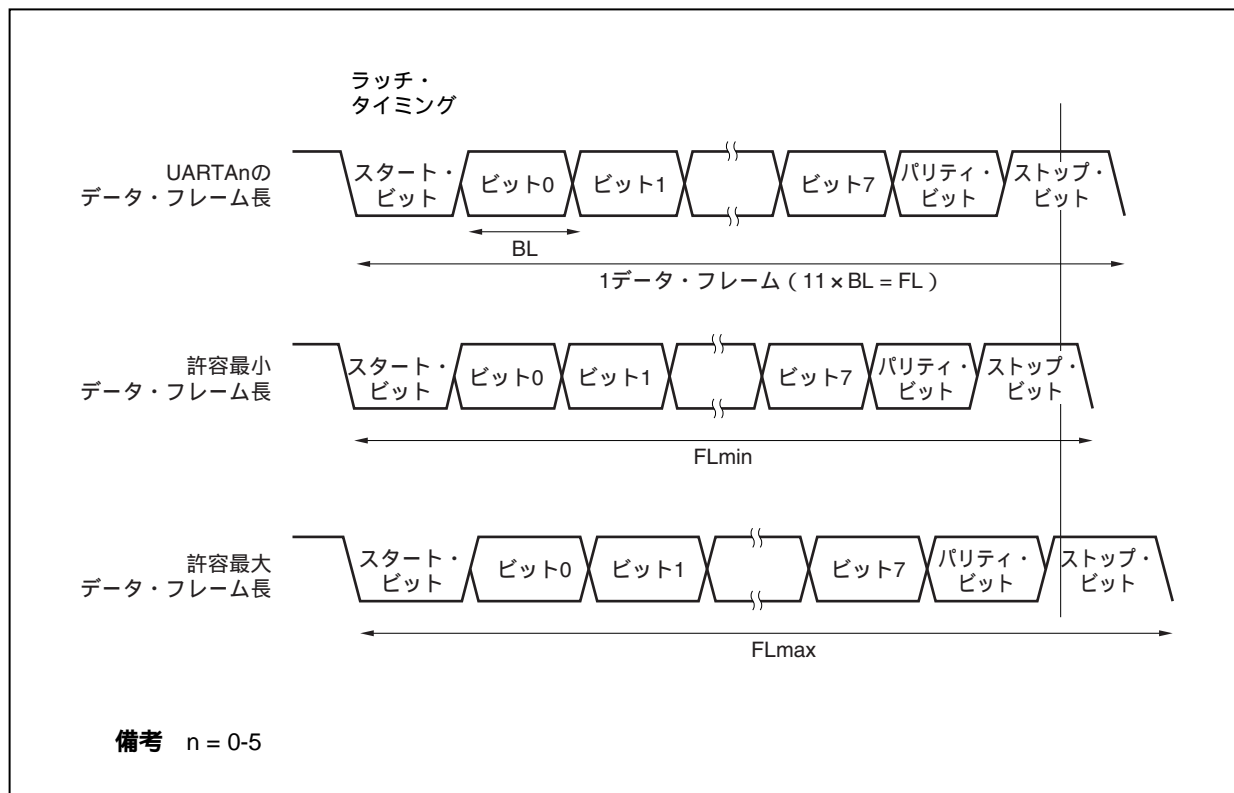 ラッチ・
タイミング
UARTAnの
データ・フレーム長
スタート・
ビット
ビット0
ビット1
ビット7
パリティ・
ビット
ストップ・
ビット
BL
1データ・フレーム（11×BL＝FL）
許容最小
データ・フレーム長
スタート・
ビット
ビット0
ビット1
ビット7
パリティ・
ビット
ストップ・
ビット
FLmin
許容最大
データ・フレーム長
スタート・
ビット
ビット0
ビット1
ビット7
パリティ・
ビット
ストップ・
ビット
FLmax
備考 n = 0-5